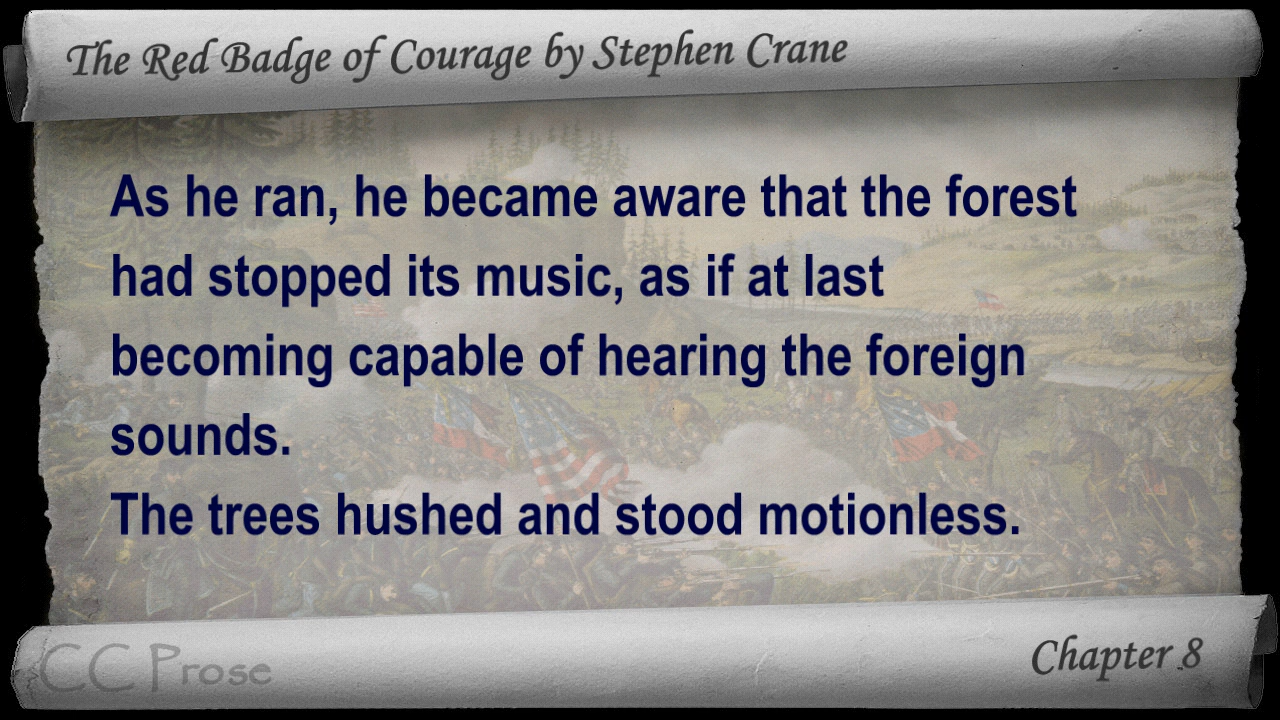 The Red Badge of Courage by Stephen Crane
As he ran, he became aware that the forest
had stopped its music, as if at last
becoming capable of hearing the foreign
sounds.
The trees hushed and stood motionless.
CC Prose
Chapter 8